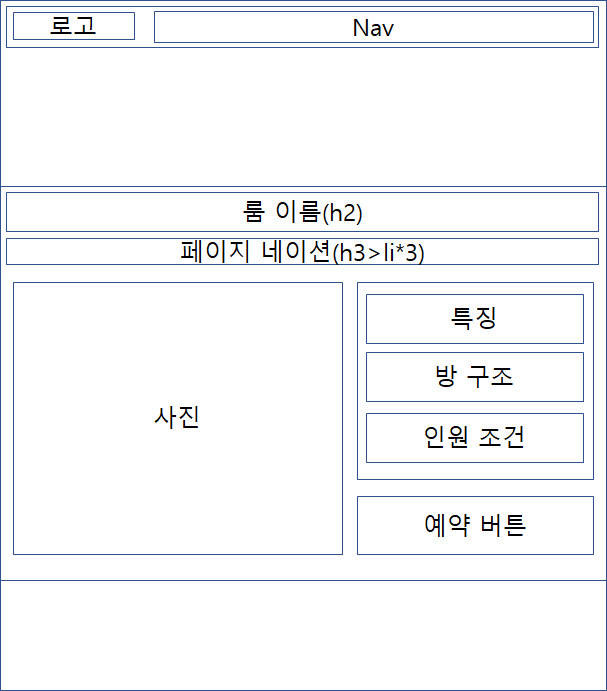 로고
Nav
룸 이름(h2)
페이지 네이션(h3>li*3)
사진
특징
방 구조
인원 조건
예약 버튼